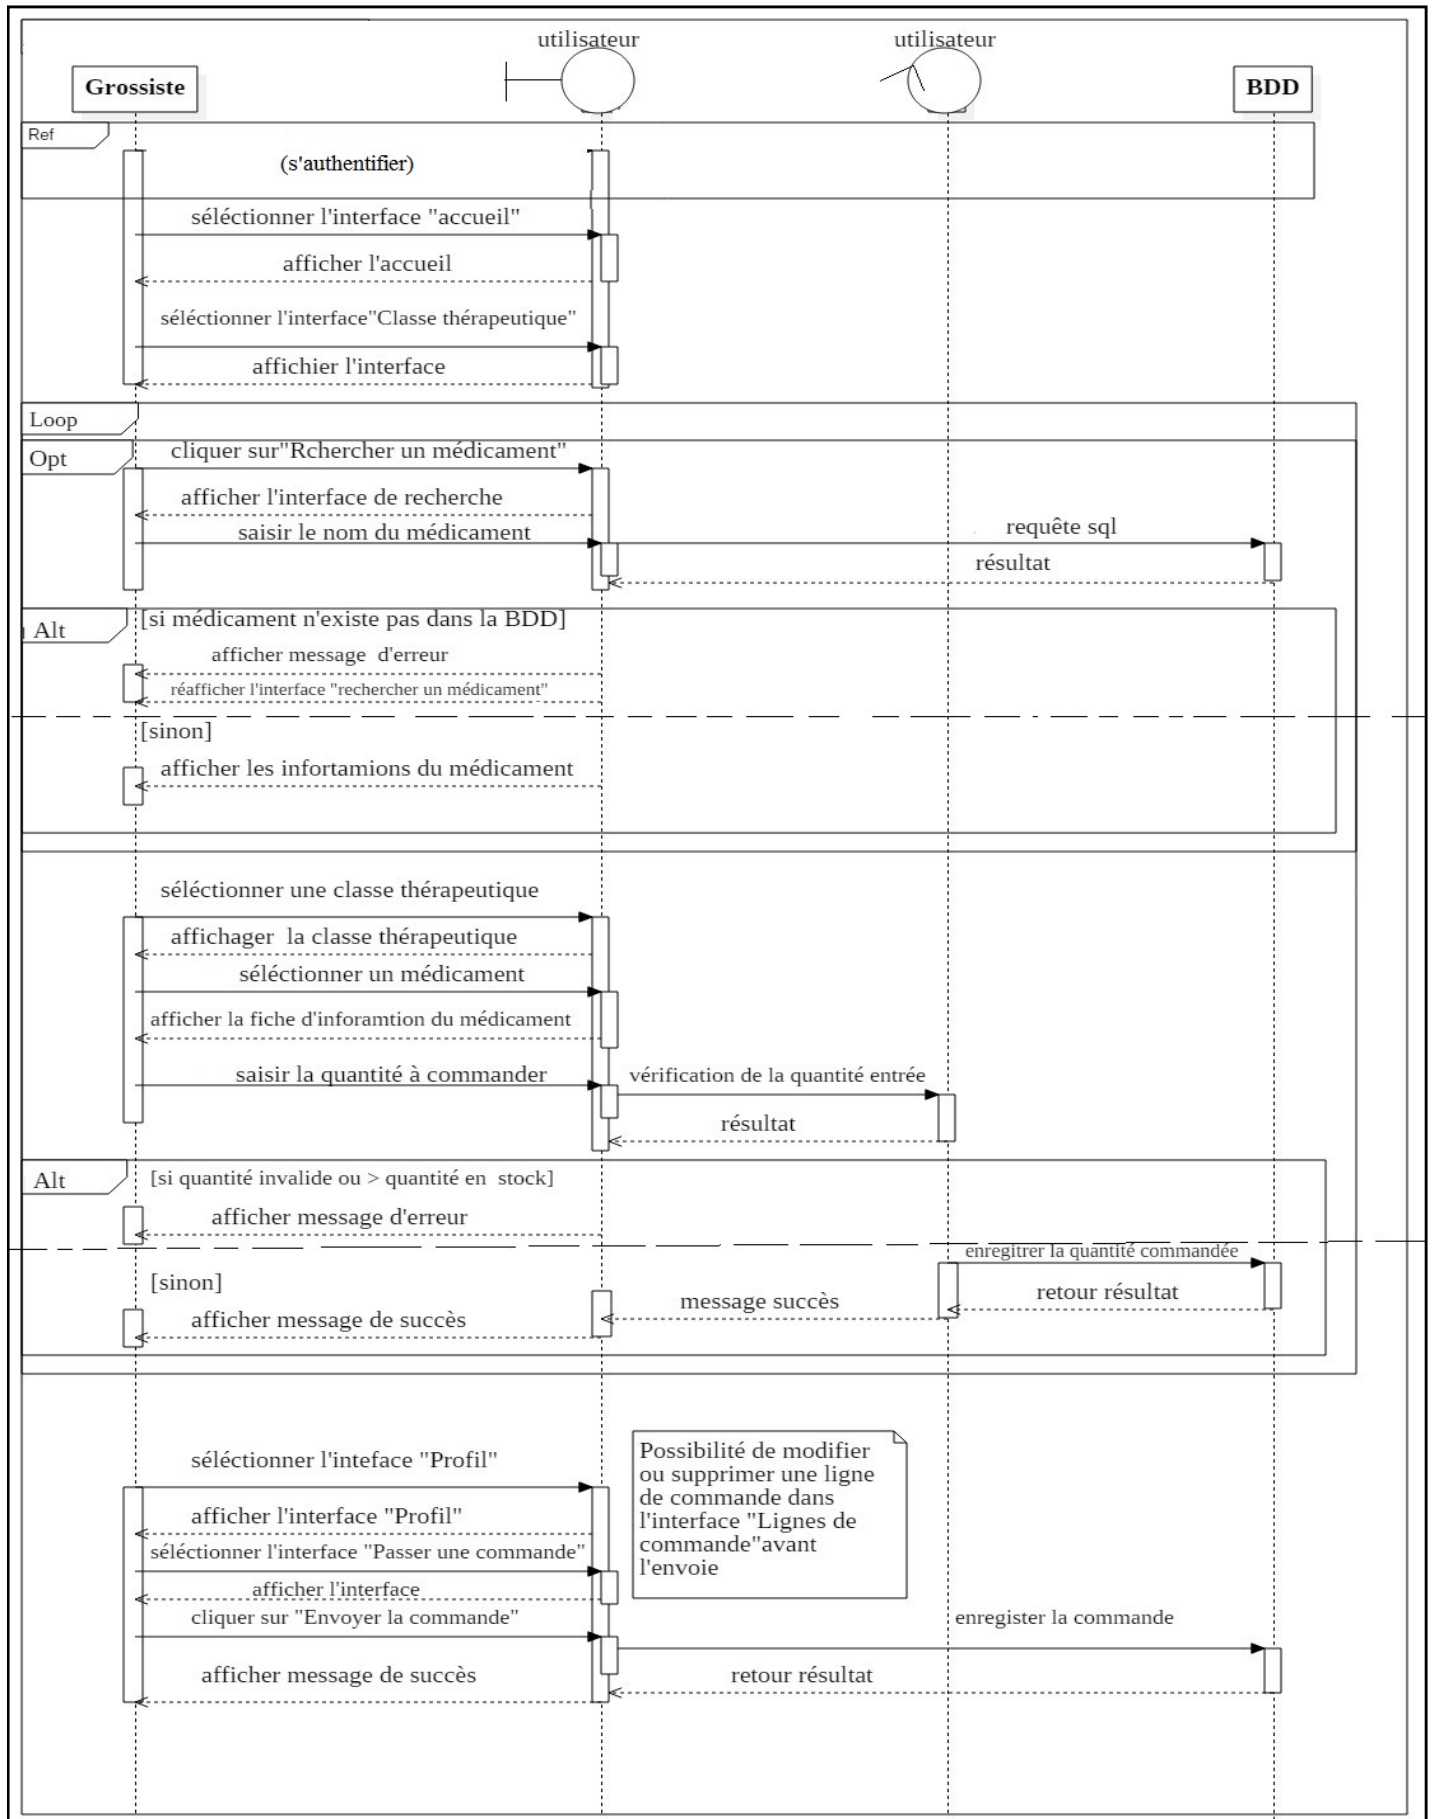 utilisateur
utilisateur
Grossiste
BDD
Ref
(s'authentifier)
séléctionner l'interface "accueil"
afficher l'accueil
séléctionner l'interface"Classe thérapeutique"
affichier l'interface
Loop
Opt
cliquer sur"Rchercher un médicament"
afficher l'interface de recherche
saisir le nom du médicament
requête sql
résultat
Alt
[si médicament n'existe pas dans la BDD]
afficher message  d'erreur
réafficher l'interface "rechercher un médicament"
[sinon]
afficher les infortamions du médicament
séléctionner une classe thérapeutique
affichager  la classe thérapeutique
séléctionner un médicament
afficher la fiche d'inforamtion du médicament
saisir la quantité à commander
vérification de la quantité entrée
résultat
Alt
[si quantité invalide ou > quantité en  stock]
afficher message d'erreur
enregitrer la quantité commandée
[sinon]
retour résultat
message succès
afficher message de succès
séléctionner l'inteface "Profil"
Possibilité de modifier
ou supprimer une ligne
de commande dans
l'interface "Lignes de
commande"avant
l'envoie
afficher l'interface "Profil"
séléctionner l'interface "Passer une commande"
afficher l'interface
cliquer sur "Envoyer la commande"
enregister la commande
afficher message de succès
retour résultat